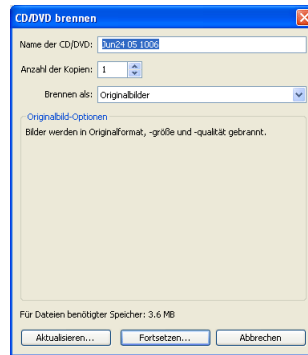 CD/DVD brennen
Name der CD/DVD: Jun24 05 1006
Anzahl der Kopien: 1
Brennen als: Originalbilder
Originalbild-Optionen
Bilder werden in Originalformat, -größe und -qualität gebrannt.
Für Dateien benötigter Speicher: 3.6 MB
Aktualisieren... Fortsetzen... Abbrechen